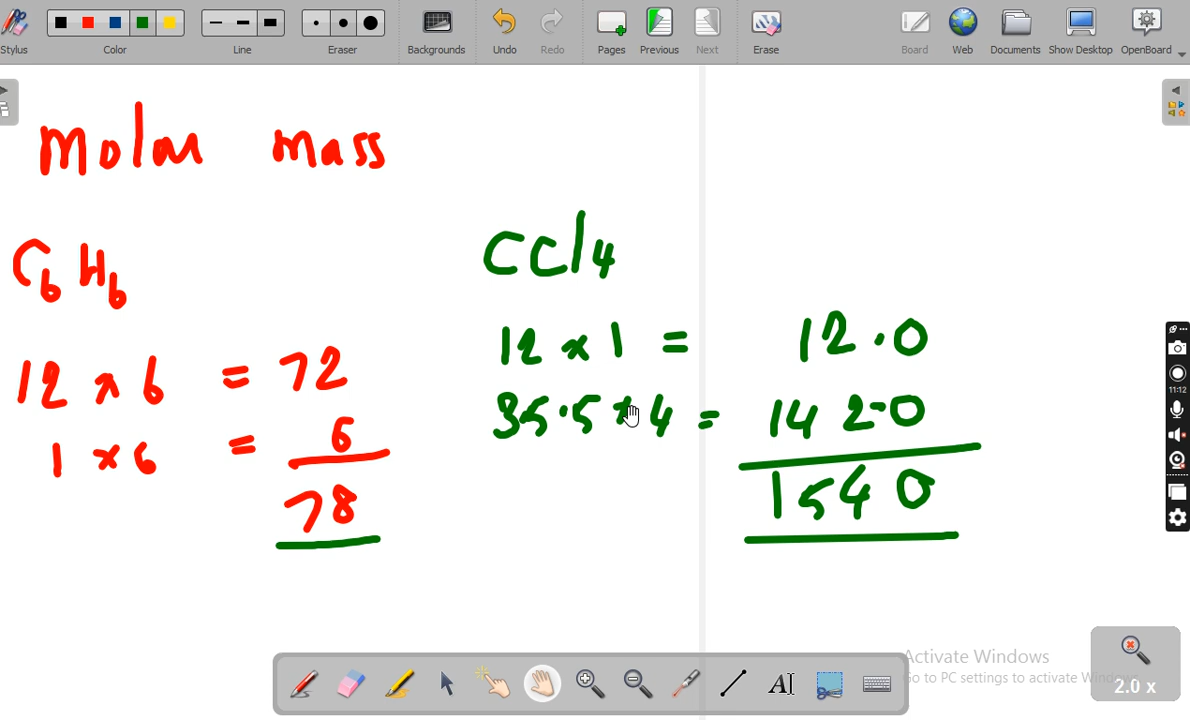 Stylus Color Line Eraser Backgrounds Undo Redo Pages Previous Next Erase Board Web Documents Show Desktop OpenBoard
Molar mass
C6H6
12 × 6 = 72
1 × 6 = 6
78
CCl4
12 × 1 = 12.0
35.5 × 4 = 142.0
154 0
11:12
Activate Windows
Go to PC settings to activate Windows
2.0 x